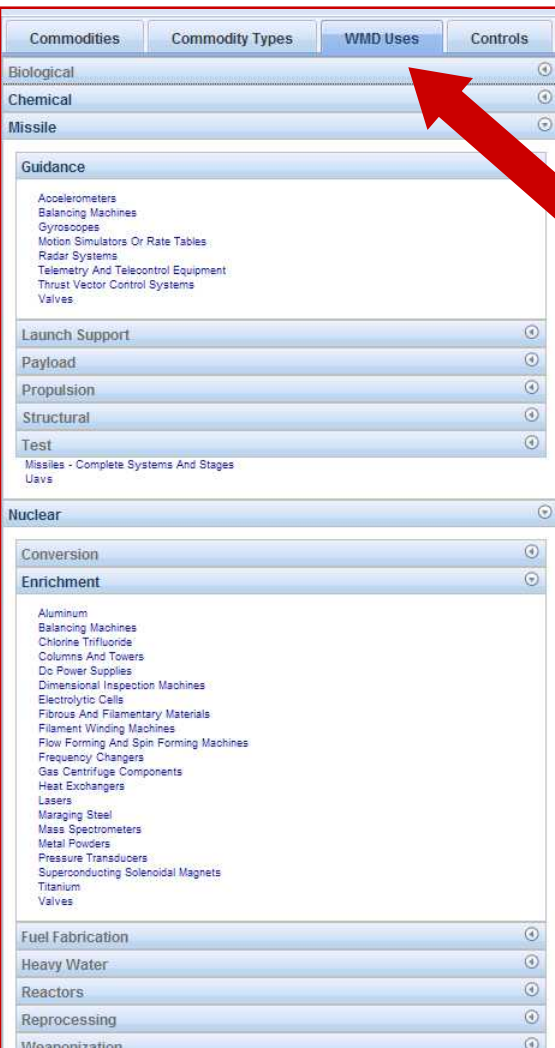 Commodities Commodity Types WMD Uses Controls
Biological
Chemical
Missile
Guidance
Accelerometers
Balancing Machines
Gyroscopes
Motion Simulators Or Rate Tables
Radar Systems
Telemetry And Telecontrol Equipment
Thrust Vector Control Systems
Valves
Launch Support
Payload
Propulsion
Structural
Test
Missiles - Complete Systems And Stages
Uavs
Nuclear
Conversion
Enrichment
Aluminum
Balancing Machines
Chlorine Trifluoride
Columns And Towers
Dc Power Supplies
Dimensional Inspection Machines
Electrolytic Cells
Fibrous And Filamentary Materials
Filament Winding Machines
Flow Forming And Spin Forming Machines
Frequency Changers
Gas Centrifuge Components
Heat Exchangers
Lasers
Maraging Steel
Mass Spectrometers
Metal Powders
Pressure Transducers
Superconducting Solenoidal Magnets
Titanium
Valves
Fuel Fabrication
Heavy Water
Reactors
Reprocessing
Weaponization